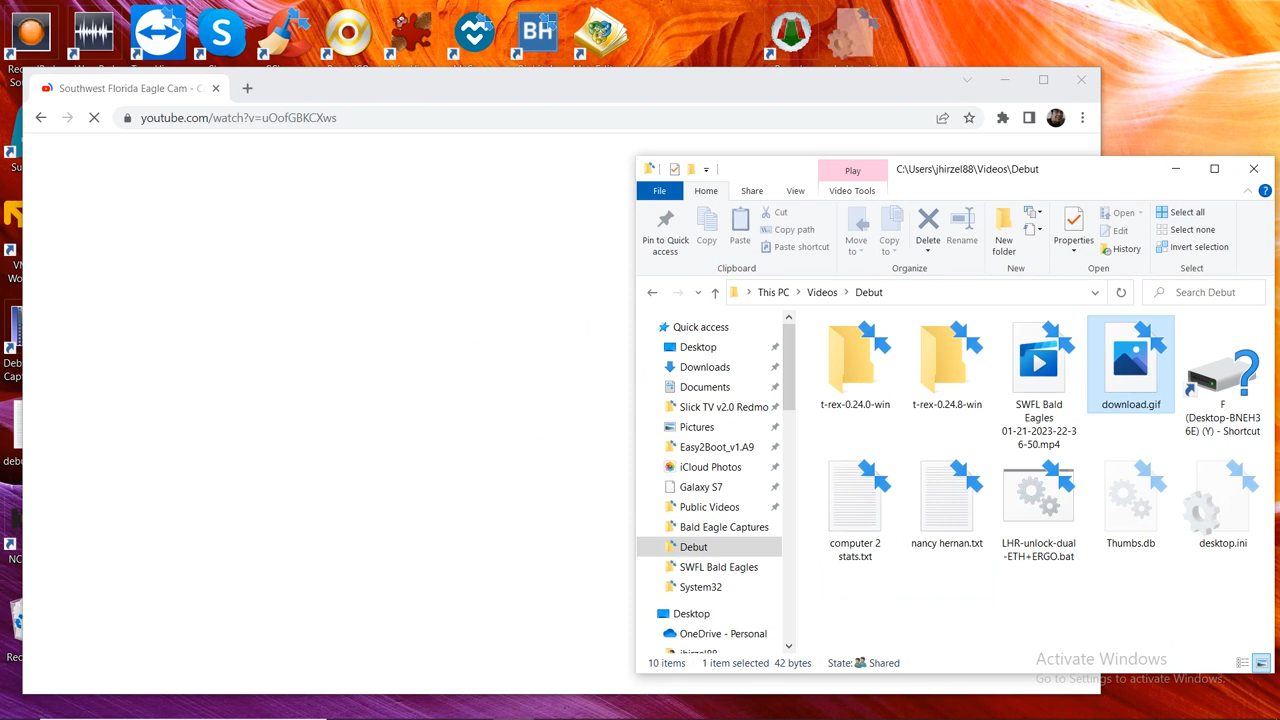 BH
Southwest Florida Eagle Cam - C
youtube.com/watch?v=uOofGBKCXws
Play
C:\Users\jhirzel88\Videos\Debut
File
Home
Share
View
Video Tools
Pin to Quick
access
Copy
Paste
Cut
Copy path
Paste shortcut
Move
to
Copy
to
Delete
Rename
New
folder
Properties
Open
Edit
History
Select all
Select none
Invert selection
Clipboard
Organize
New
Open
Select
This PC
Videos
Debut
Search Debut
Quick access
Desktop
Downloads
Documents
Slick TV v2.0 Redmo
Pictures
Easy2Boot_v1.A9
iCloud Photos
Galaxy S7
Public Videos
Bald Eagle Captures
Debut
SWFL Bald Eagles
System32
Desktop
OneDrive - Personal
t-rex-0.24.0-win
t-rex-0.24.8-win
SWFL Bald
Eagles
01-21-2023-22-3
6-50.mp4
download.gif
F
(Desktop-BNEH3
6E) (Y) - Shortcut
computer 2
stats.txt
nancy hernan.txt
LHR-unlock-dual
-ETH+ERGO.bat
Thumbs.db
desktop.ini
10 items
1 item selected
42 bytes
State:
Shared
Activate Windows
Go to Settings to activate Windows.